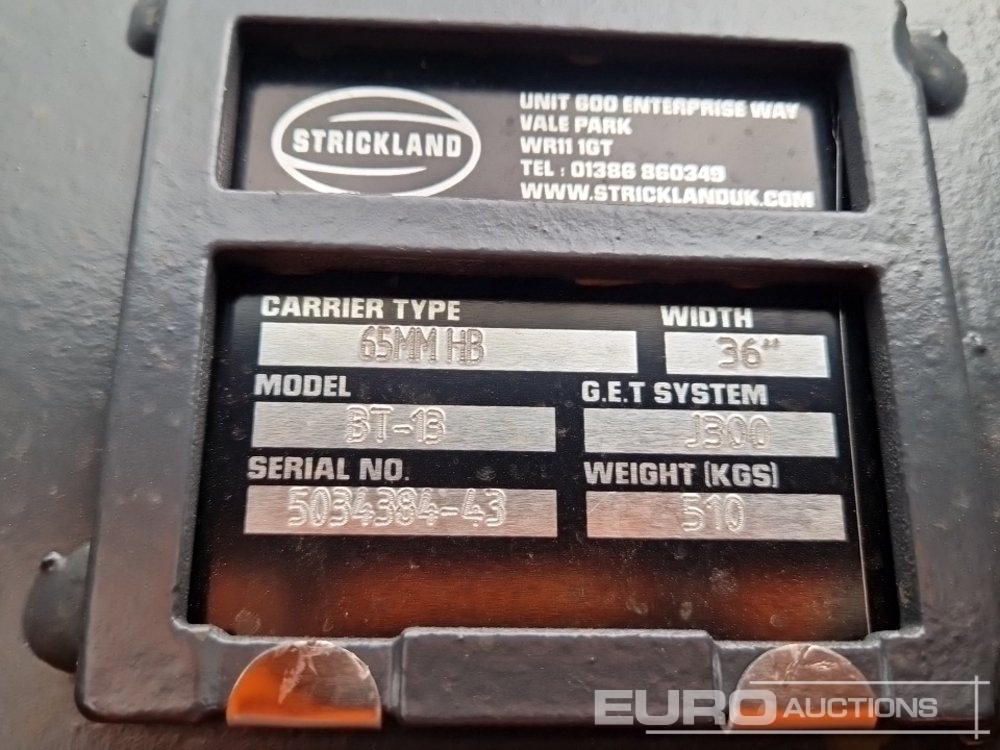 STRICKLAND
UNIT 600 ENTERPRISE WAY
VALE PARK
WR11 1GT
TEL: 01386 860349
WWW.STRICKLANDUK.COM
CARRIER TYPE
65MM HB
WIDTH
36"
MODEL
BT-13
G.E.T SYSTEM
J300
SERIAL NO.
5034384-43
WEIGHT (KGS)
510
EURO AUCTIONS